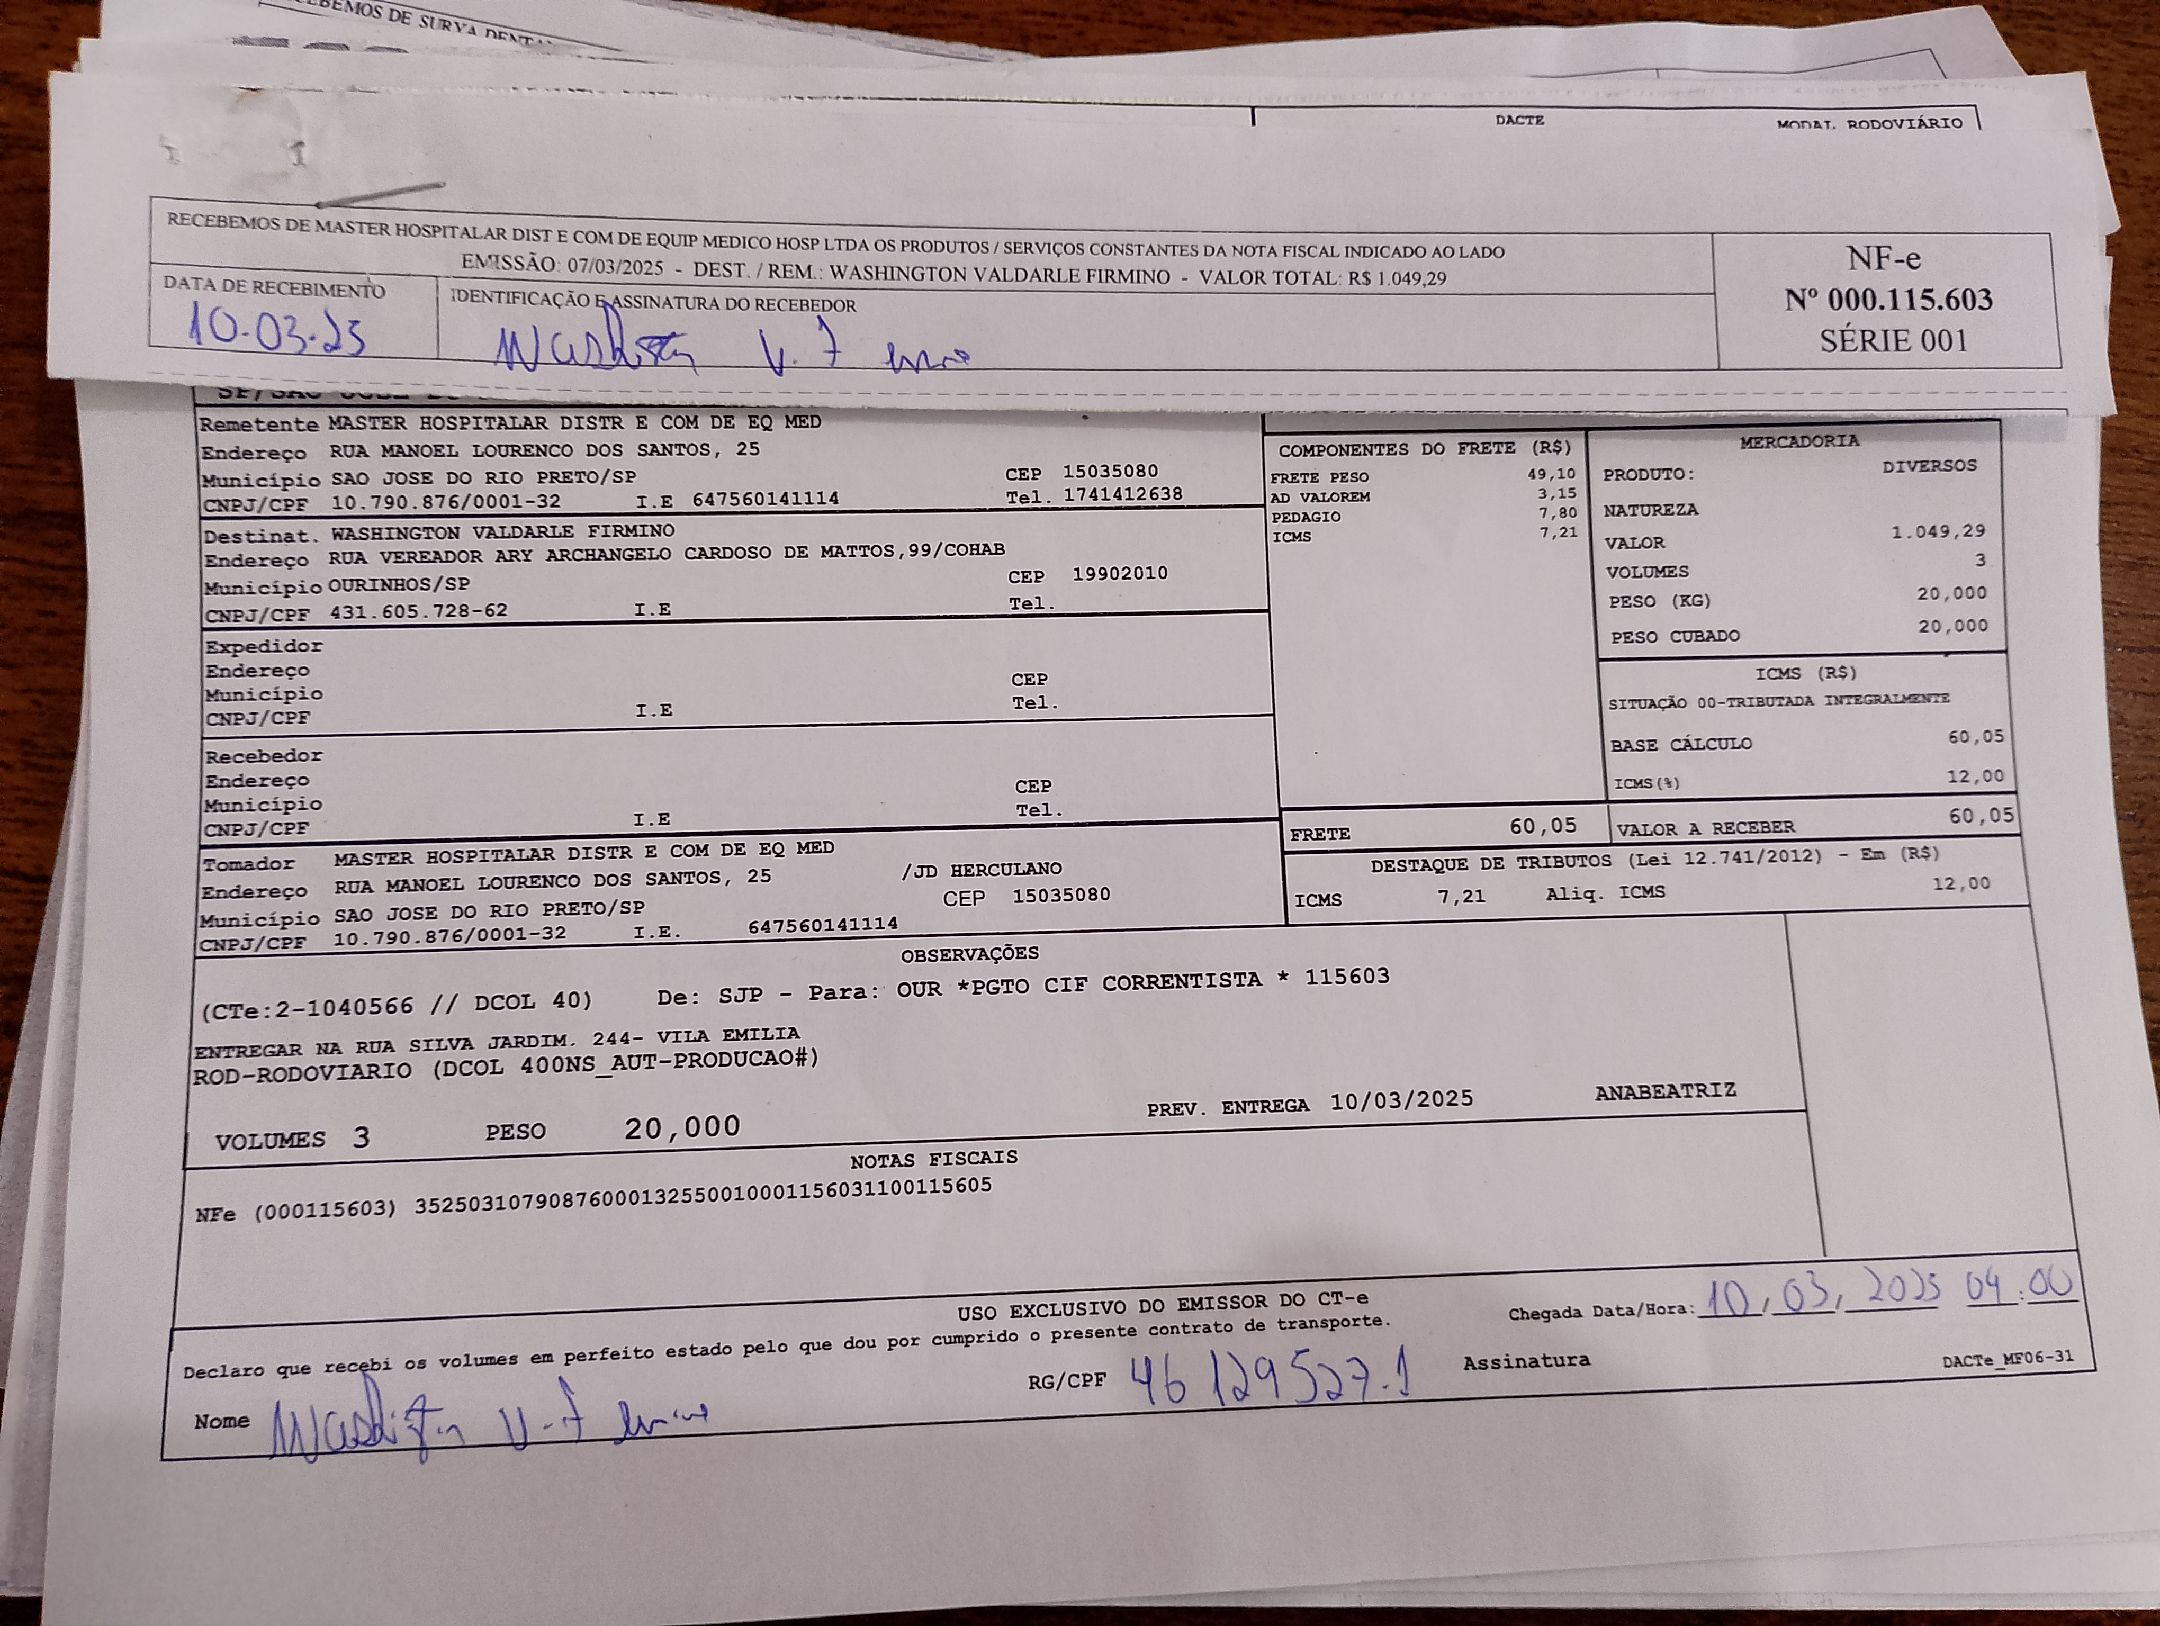 CEBEMOS DE SURYA DENTA
DACTE
MODAT. RODOVIÁRIO
RECEBEMOS DE MASTER HOSPITALAR DIST E COM DE EQUIP MEDICO HOSP LTDA OS PRODUTOS / SERVIÇOS CONSTANTES DA NOTA FISCAL INDICADO AO LADO
EMISSÃO: 07/03/2025 - DEST. / REM.: WASHINGTON VALDARLE FIRMINO - VALOR TOTAL: R$ 1.049,29
NF-e
Nº 000.115.603
SÉRIE 001
DATA DE RECEBIMENTO
10.03.25
IDENTIFICAÇÃO E ASSINATURA DO RECEBEDOR
Remetente MASTER HOSPITALAR DISTR E COM DE EQ MED
Endereço RUA MANOEL LOURENCO DOS SANTOS, 25
Município SAO JOSE DO RIO PRETO/SP CEP 15035080
CNPJ/CPF 10.790.876/0001-32 I.E 647560141114 Tel. 1741412638
Destinat. WASHINGTON VALDARLE FIRMINO
Endereço RUA VEREADOR ARY ARCHANGELO CARDOSO DE MATTOS,99/COHAB
Município OURINHOS/SP CEP 19902010
CNPJ/CPF 431.605.728-62 I.E Tel.
Expedidor
Endereço
Município CEP
CNPJ/CPF I.E Tel.
Recebedor
Endereço
Município CEP
CNPJ/CPF I.E Tel.
Tomador MASTER HOSPITALAR DISTR E COM DE EQ MED
Endereço RUA MANOEL LOURENCO DOS SANTOS, 25 /JD HERCULANO
Município SAO JOSE DO RIO PRETO/SP CEP 15035080
CNPJ/CPF 10.790.876/0001-32 I.E. 647560141114
COMPONENTES DO FRETE (R$)
FRETE PESO 49,10
AD VALOREM 3,15
PEDAGIO 7,80
ICMS 7,21
MERCADORIA
PRODUTO: DIVERSOS
NATUREZA
VALOR 1.049,29
VOLUMES 3
PESO (KG) 20,000
PESO CUBADO 20,000
ICMS (R$)
SITUAÇÃO 00-TRIBUTADA INTEGRALMENTE
BASE CÁLCULO 60,05
ICMS(%) 12,00
FRETE 60,05 VALOR A RECEBER 60,05
DESTAQUE DE TRIBUTOS (Lei 12.741/2012) - Em (R$)
ICMS 7,21 Aliq. ICMS 12,00
OBSERVAÇÕES
(CTe:2-1040566 // DCOL 40) De: SJP - Para: OUR *PGTO CIF CORRENTISTA * 115603
ENTREGAR NA RUA SILVA JARDIM. 244- VILA EMILIA
ROD-RODOVIARIO (DCOL 400NS_AUT-PRODUCAO#)
PREV. ENTREGA 10/03/2025 ANABEATRIZ
VOLUMES 3 PESO 20,000
NOTAS FISCAIS
NFe (000115603) 35250310790876000132550010001156031100115605
USO EXCLUSIVO DO EMISSOR DO CT-e
Chegada Data/Hora: 10/03/2025 04:00
Declaro que recebi os volumes em perfeito estado pelo que dou por cumprido o presente contrato de transporte.
Nome
RG/CPF 46129527.1 Assinatura
DACTe_MF06-31